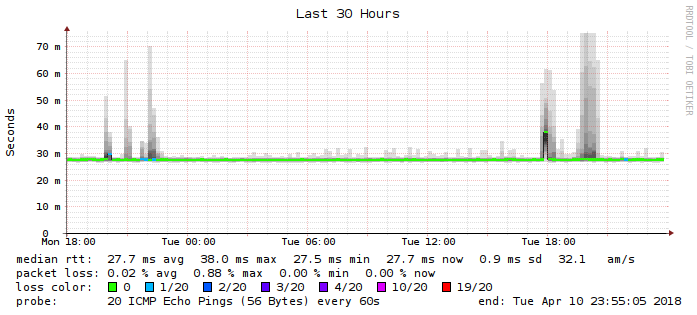 Last 30 Hours
RRDTOOL / TOBI OETIKER
Seconds
70 m
60 m
50 m
40 m
30 m
20 m
10 m
0
Mon 18:00 Tue 00:00 Tue 06:00 Tue 12:00 Tue 18:00
median rtt: 27.7 ms avg 38.0 ms max 27.5 ms min 27.7 ms now 0.9 ms sd 32.1 am/s
packet loss: 0.02 % avg 0.88 % max 0.00 % min 0.00 % now
loss color: 0 1/20 2/20 3/20 4/20 10/20 19/20
probe: 20 ICMP Echo Pings (56 Bytes) every 60s end: Tue Apr 10 23:55:05 2018